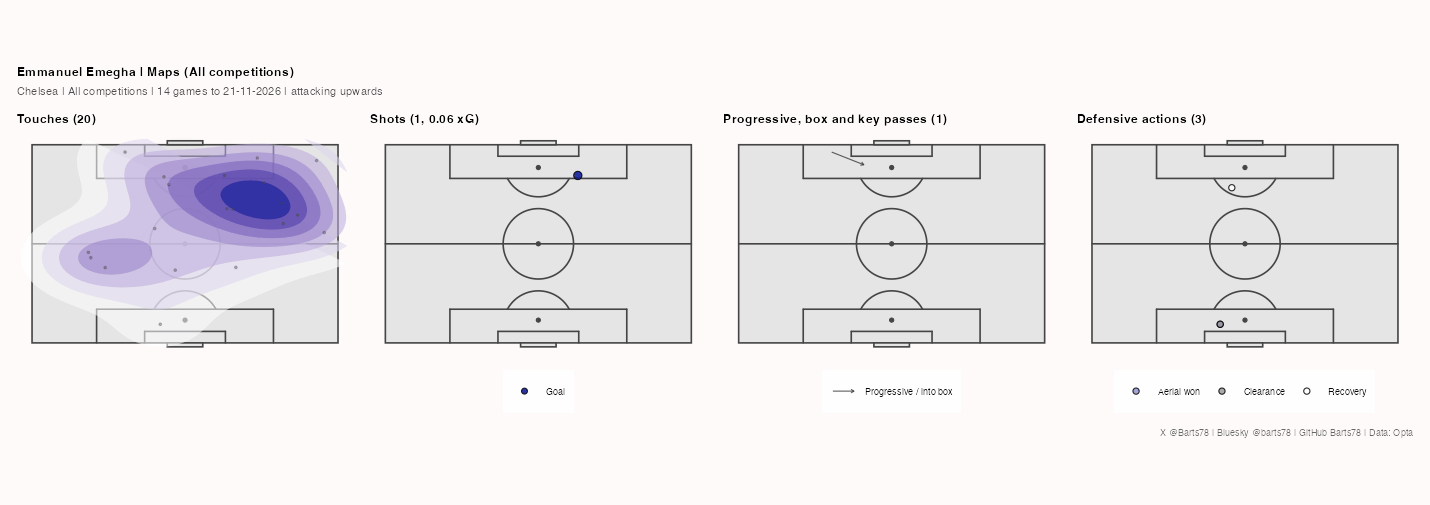 Emmanuel Emegha | Maps (All competitions)
Chelsea | All competitions | 14 games to 21-11-2026 | attacking upwards
Touches (20)
Shots (1, 0.06 xG)
Progressive, box and key passes (1)
Defensive actions (3)
Goal
Progressive / into box
Aerial won
Clearance
Recovery
X @Barts78 | Bluesky @barts78 | GitHub Barts78 | Data: Opta